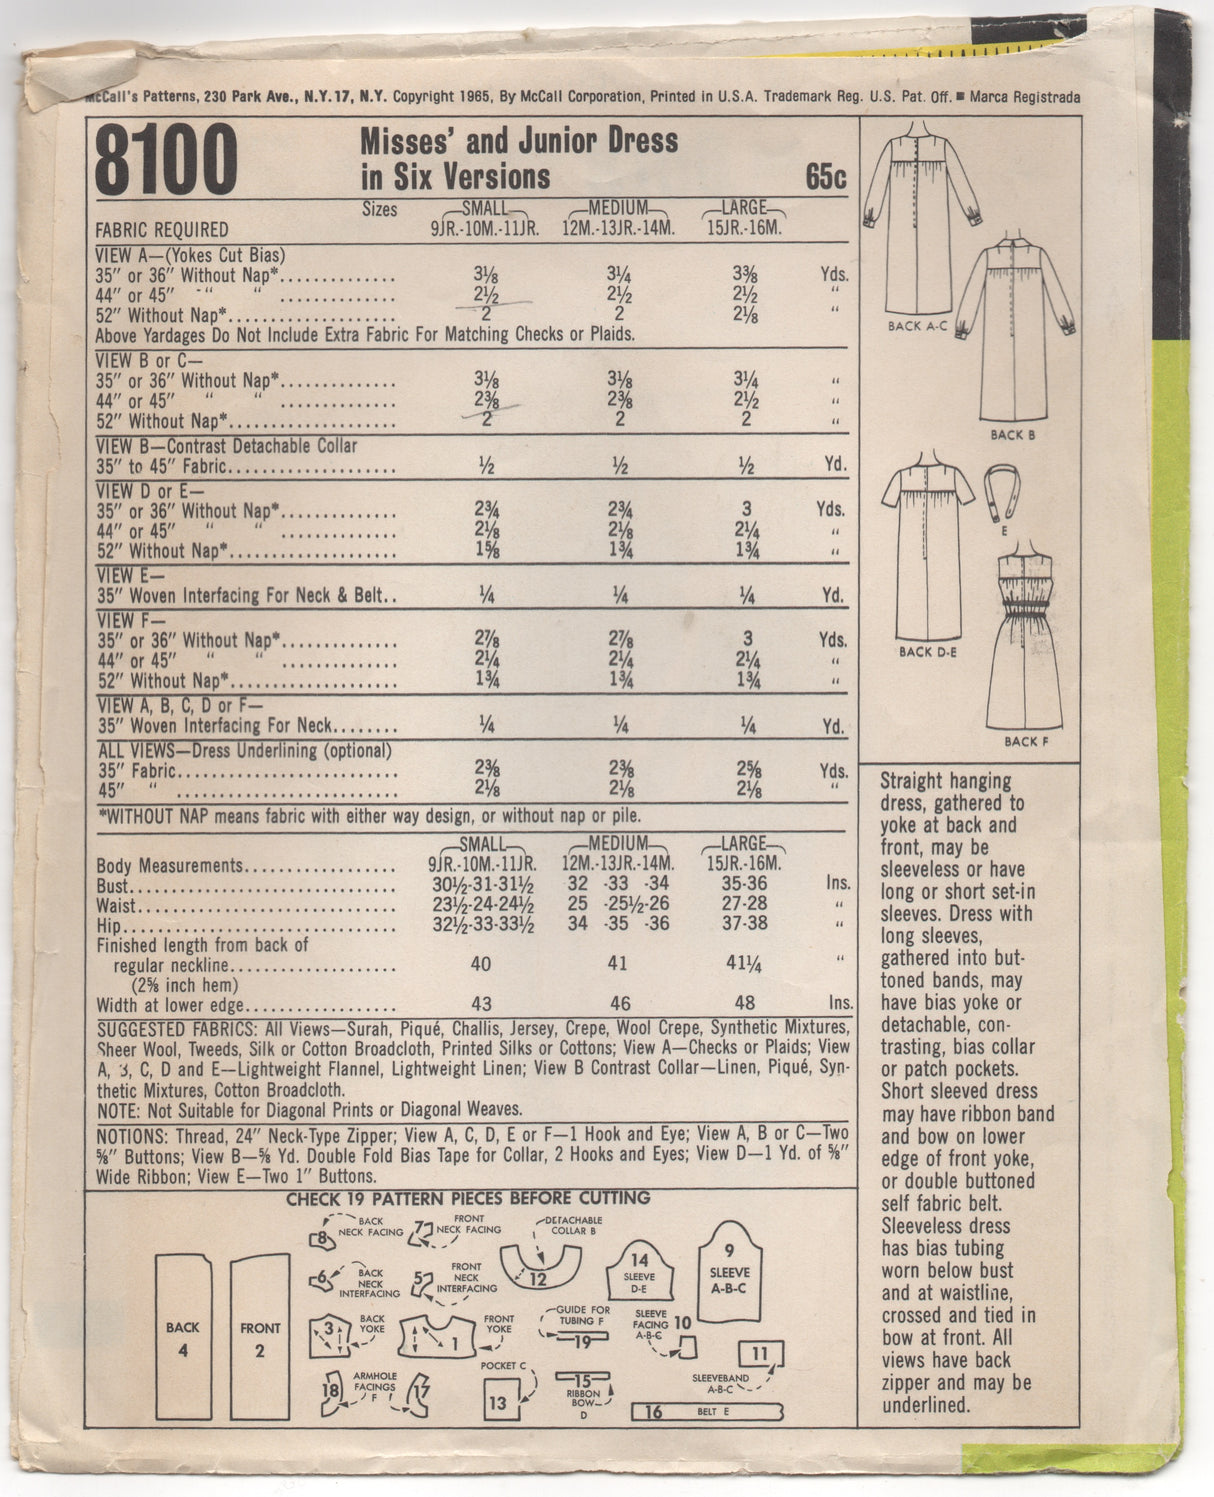 McCall's Patterns, 230 Park Ave., N.Y. 17, N.Y. Copyright 1965, By McCall Corporation, Printed in U.S.A. Trademark Reg. U.S. Pat. Off. ■ Marca Registrada
8100
Misses' and Junior Dress
in Six Versions
65c
Sizes SMALL MEDIUM LARGE
FABRIC REQUIRED 9JR.-10M.-11JR. 12M.-13JR.-14M. 15JR.-16M.
VIEW A—(Yokes Cut Bias)
35" or 36" Without Nap*.............. 3⅛ 3¼ 3⅜ Yds.
44" or 45" " " .............. 2½ 2½ 2½ "
52" Without Nap*.................... 2 2 2⅛ "
Above Yardages Do Not Include Extra Fabric For Matching Checks or Plaids.
VIEW B or C—
35" or 36" Without Nap*.............. 3⅛ 3⅛ 3¼ "
44" or 45" " " .............. 2⅜ 2⅜ 2½ "
52" Without Nap*.................... 2 2 2 "
VIEW B—Contrast Detachable Collar
35" to 45" Fabric.................... ½ ½ ½ Yd.
VIEW D or E—
35" or 36" Without Nap*.............. 2¾ 2¾ 3 Yds.
44" or 45" " " .............. 2⅛ 2⅛ 2¼ "
52" Without Nap*.................... 1⅝ 1¾ 1¾ "
VIEW E—
35" Woven Interfacing For Neck & Belt.. ¼ ¼ ¼ Yd.
VIEW F—
35" or 36" Without Nap*.............. 2⅞ 2⅞ 3 Yds.
44" or 45" " " .............. 2¼ 2¼ 2¼ "
52" Without Nap*.................... 1¾ 1¾ 1¾ "
VIEW A, B, C, D or F—
35" Woven Interfacing For Neck........ ¼ ¼ ¼ Yd.
ALL VIEWS—Dress Underlining (optional)
35" Fabric.......................... 2⅜ 2⅜ 2⅝ Yds.
45" " .......................... 2⅛ 2⅛ 2⅛ "
*WITHOUT NAP means fabric with either way design, or without nap or pile.
SMALL MEDIUM LARGE
Body Measurements.................. 9JR.-10M.-11JR. 12M.-13JR.-14M. 15JR.-16M.
Bust................................ 30½-31-31½ 32 -33 -34 35-36 Ins.
Waist............................... 23½-24-24½ 25 -25½-26 27-28 "
Hip................................. 32½-33-33½ 34 -35 -36 37-38 "
Finished length from back of
regular neckline.................... 40 41 41¼ "
(2⅝ inch hem)
Width at lower edge.................. 43 46 48 Ins.
SUGGESTED FABRICS: All Views—Surah, Piqué, Challis, Jersey, Crepe, Wool Crepe, Synthetic Mixtures,
Sheer Wool, Tweeds, Silk or Cotton Broadcloth, Printed Silks or Cottons; View A—Checks or Plaids; View
A, B, C, D and E—Lightweight Flannel, Lightweight Linen; View B Contrast Collar—Linen, Piqué, Syn-
thetic Mixtures, Cotton Broadcloth.
NOTE: Not Suitable for Diagonal Prints or Diagonal Weaves.
NOTIONS: Thread, 24" Neck-Type Zipper; View A, C, D, E or F—1 Hook and Eye; View A, B or C—Two
⅝" Buttons; View B—⅝ Yd. Double Fold Bias Tape for Collar, 2 Hooks and Eyes; View D—1 Yd. of ⅝"
Wide Ribbon; View E—Two 1" Buttons.
CHECK 19 PATTERN PIECES BEFORE CUTTING
BACK
4
FRONT
2
8
BACK
NECK FACING
7
FRONT
NECK FACING
DETACHABLE
COLLAR B
12
14
SLEEVE
D-E
9
SLEEVE
A-B-C
6
BACK
NECK
INTERFACING
5
FRONT
NECK
INTERFACING
3
BACK
YOKE
1
FRONT
YOKE
GUIDE FOR
TUBING F
19
SLEEVE
FACING 10
A-B-C
11
SLEEVEBAND
A-B-C
18
ARMHOLE
FACINGS
F
17
POCKET C
13
15
RIBBON
BOW
D
16 BELT E
BACK A-C
BACK B
E
BACK D-E
BACK F
Straight hanging
dress, gathered to
yoke at back and
front, may be
sleeveless or have
long or short set-in
sleeves. Dress with
long sleeves,
gathered into but-
toned bands, may
have bias yoke or
detachable, con-
trasting, bias collar
or patch pockets.
Short sleeved dress
may have ribbon band
and bow on lower
edge of front yoke,
or double buttoned
self fabric belt.
Sleeveless dress
has bias tubing
worn below bust
and at waistline,
crossed and tied in
bow at front. All
views have back
zipper and may be
underlined.